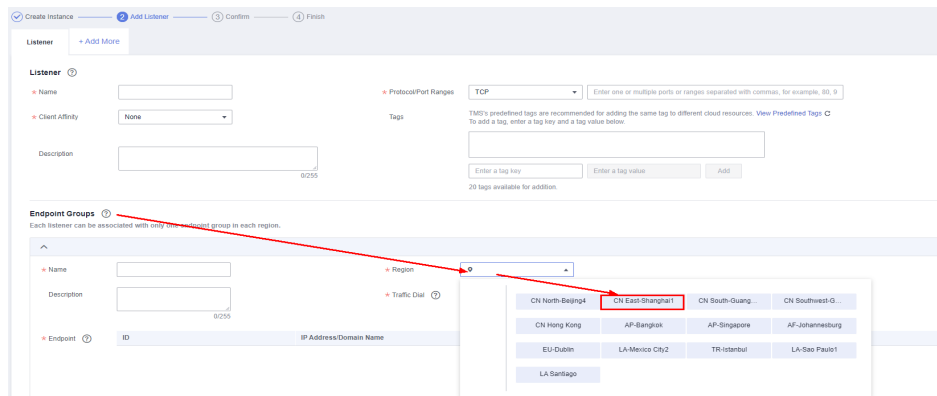 Create Instance 2 Add Listener 3 Confirm 4 Finish
Listener + Add More
Listener ?
* Name * Protocol/Port Ranges TCP Enter one or multiple ports or ranges separated with commas, for example, 80, 9
* Client Affinity None Tags TMS's predefined tags are recommended for adding the same tag to different cloud resources. View Predefined Tags
To add a tag, enter a tag key and a tag value below.
Description
0/255
Enter a tag key Enter a tag value Add
20 tags available for addition.
Endpoint Groups ?
Each listener can be associated with only one endpoint group in each region.
* Name * Region
Description * Traffic Dial ?
0/255
CN North-Beijing4 CN East-Shanghai1 CN South-Guang... CN Southwest-G...
CN Hong Kong AP-Bangkok AP-Singapore AF-Johannesburg
* Endpoint ? ID IP Address/Domain Name
EU-Dublin LA-Mexico City2 TR-Istanbul LA-Sao Paulo1
LA Santiago